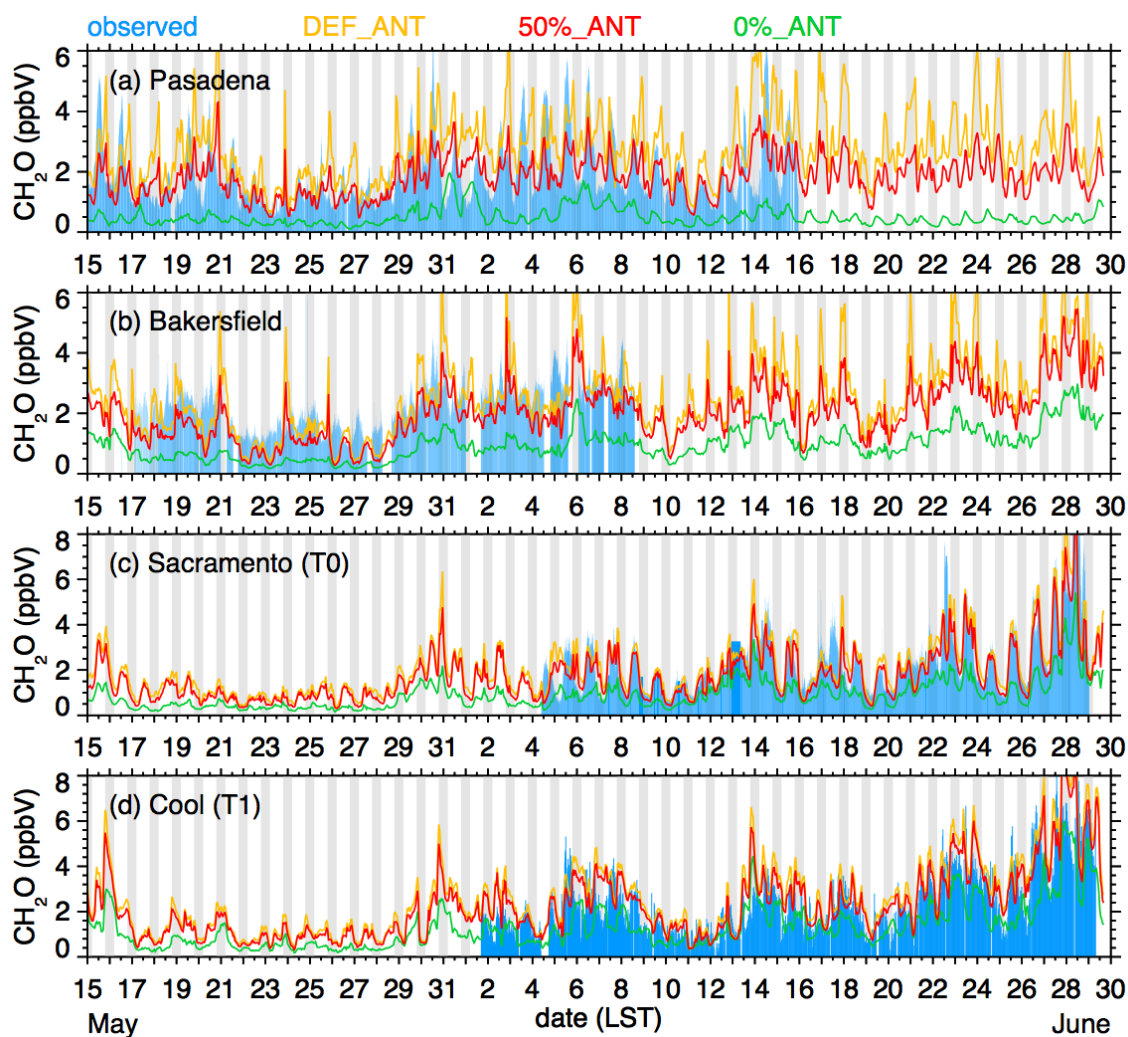 observed DEF_ANT 50%_ANT 0%_ANT
6
(a) Pasadena
4
CH2O (ppbV)
2
0
15 17 19 21 23 25 27 29 31 2 4 6 8 10 12 14 16 18 20 22 24 26 28 30
6
(b) Bakersfield
4
CH2O (ppbV)
2
0
15 17 19 21 23 25 27 29 31 2 4 6 8 10 12 14 16 18 20 22 24 26 28 30
8
(c) Sacramento (T0)
6
CH2O (ppbV)
4
2
0
15 17 19 21 23 25 27 29 31 2 4 6 8 10 12 14 16 18 20 22 24 26 28 30
8
(d) Cool (T1)
6
CH2O (ppbV)
4
2
0
15 17 19 21 23 25 27 29 31 2 4 6 8 10 12 14 16 18 20 22 24 26 28 30
May date (LST) June